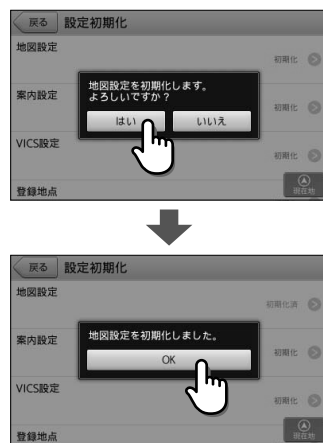 戻る 設定初期化
地図設定
初期化
地図設定を初期化します。
よろしいですか？
案内設定
初期化
はい いいえ
VICS設定
初期化
現在地
登録地点
戻る 設定初期化
地図設定
初期化済
地図設定を初期化しました。
案内設定
初期化
OK
VICS設定
初期化
現在地
登録地点